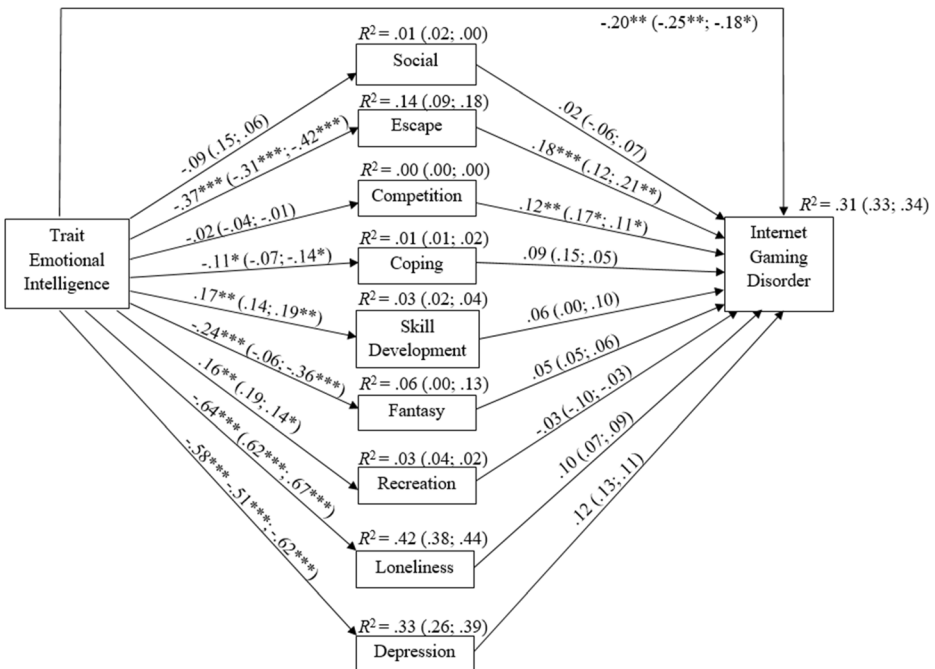 -.20** (-.25**; -.18*)
R² = .01 (.02; .00)
Social
R² = .14 (.09; .18)
Escape
R² = .00 (.00; .00)
Competition
R² = .01 (.01; .02)
Coping
R² = .03 (.02; .04)
Skill
Development
R² = .06 (.00; .13)
Fantasy
R² = .03 (.04; .02)
Recreation
R² = .42 (.38; .44)
Loneliness
R² = .33 (.26; .39)
Depression
Trait
Emotional
Intelligence
-.09 (.15; .06)
-.37*** (-.31***; -.42***)
-.02 (-.04; -.01)
-.11* (-.07; -.14*)
.17** (.14; .19**)
-.24*** (-.06; -.36***)
.16** (.19; .14*)
-.64*** (.62***; .67***)
-.58*** -.51***; -.62***)
.02 (-.06; .07)
.18*** (.12; .21**)
.12** (.17*; .11*)
.09 (.15; .05)
.06 (.00; .10)
.05 (.05; .06)
-.03 (-.10; -.03)
.10 (.07; .09)
.12 (.13; .11)
R² = .31 (.33; .34)
Internet
Gaming
Disorder